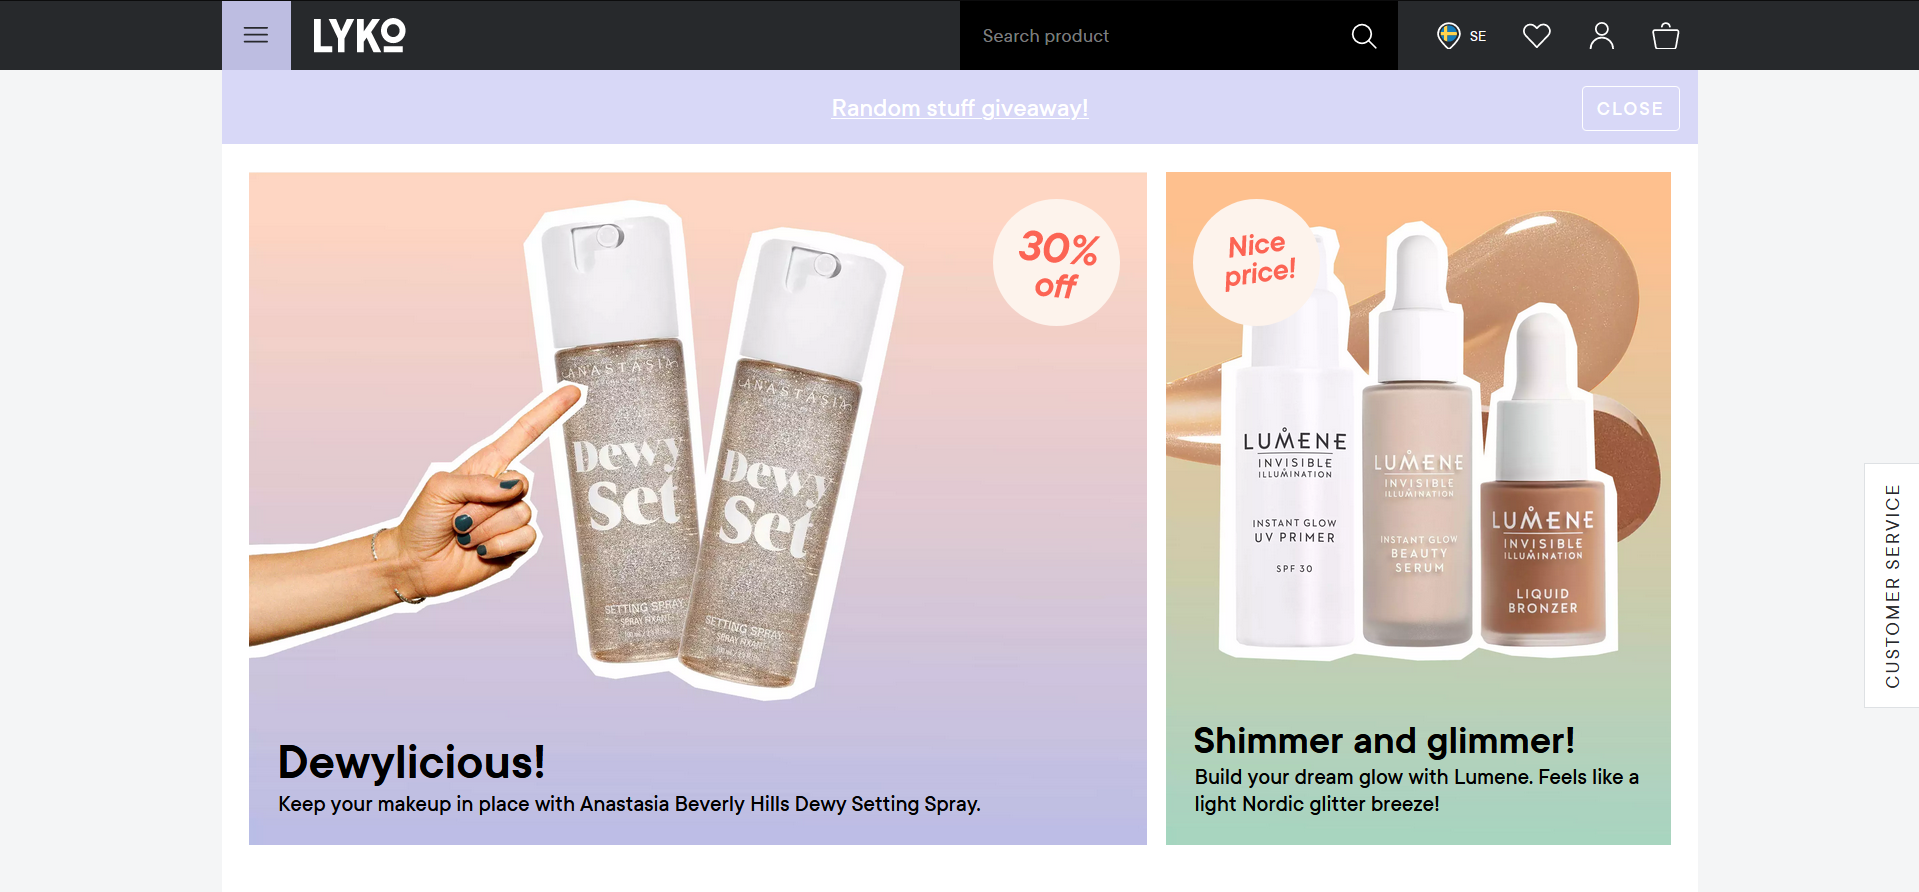 LYKO
Search product
SE
Random stuff giveaway!
CLOSE
30%
off
ANASTASIA
Dewy
Set
SETTING SPRAY
SPRAY FIXANT
ANASTASIA
Dewy
Set
SETTING SPRAY
SPRAY FIXANT
Dewylicious!
Keep your makeup in place with Anastasia Beverly Hills Dewy Setting Spray.
Nice
price!
LUMENE
INVISIBLE
ILLUMINATION
INSTANT GLOW
UV PRIMER
SPF 30
LUMENE
INVISIBLE
ILLUMINATION
INSTANT GLOW
BEAUTY
SERUM
LUMENE
INVISIBLE
ILLUMINATION
LIQUID
BRONZER
Shimmer and glimmer!
Build your dream glow with Lumene. Feels like a
light Nordic glitter breeze!
CUSTOMER SERVICE